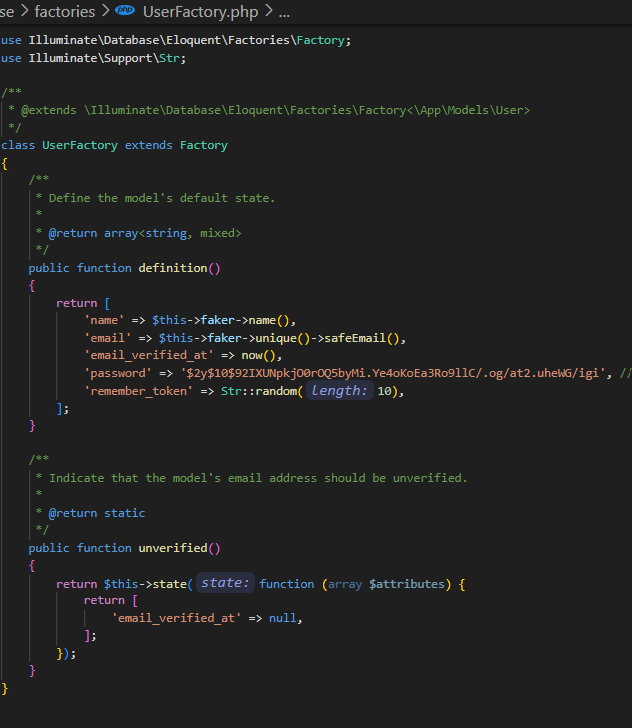 se > factories > php UserFactory.php > ...
use Illuminate\Database\Eloquent\Factories\Factory;
use Illuminate\Support\Str;
/**
 * @extends \Illuminate\Database\Eloquent\Factories\Factory<\App\Models\User>
 */
class UserFactory extends Factory
{
    /**
     * Define the model's default state.
     *
     * @return array<string, mixed>
     */
    public function definition()
    {
        return [
            'name' => $this->faker->name(),
            'email' => $this->faker->unique()->safeEmail(),
            'email_verified_at' => now(),
            'password' => '$2y$10$92IXUNpkjO0rOQ5byMi.Ye4oKoEa3Ro9llC/.og/at2.uheWG/igi', //
            'remember_token' => Str::random(length: 10),
        ];
    }
    /**
     * Indicate that the model's email address should be unverified.
     *
     * @return static
     */
    public function unverified()
    {
        return $this->state(state: function (array $attributes) {
            return [
                'email_verified_at' => null,
            ];
        });
    }
}